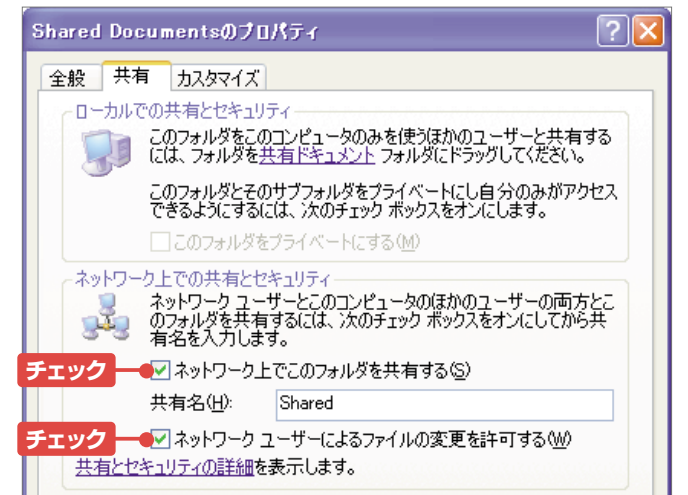 Shared Documentsのプロパティ
全般 共有 カスタマイズ
ローカルでの共有とセキュリティ
このフォルダをこのコンピュータのみを使うほかのユーザーと共有する
には、フォルダを共有ドキュメント フォルダにドラッグしてください。
このフォルダとそのサブフォルダをプライベートにし自分のみがアクセス
できるようにするには、次のチェック ボックスをオンにします。
このフォルダをプライベートにする(M)
ネットワーク上での共有とセキュリティ
ネットワーク ユーザーとこのコンピュータのほかのユーザーの両方とこ
のフォルダを共有するには、次のチェック ボックスをオンにしてから共
有名を入力します。
チェック ネットワーク上でこのフォルダを共有する(S)
共有名(H): Shared
チェック ネットワーク ユーザーによるファイルの変更を許可する(W)
共有とセキュリティの詳細を表示します。